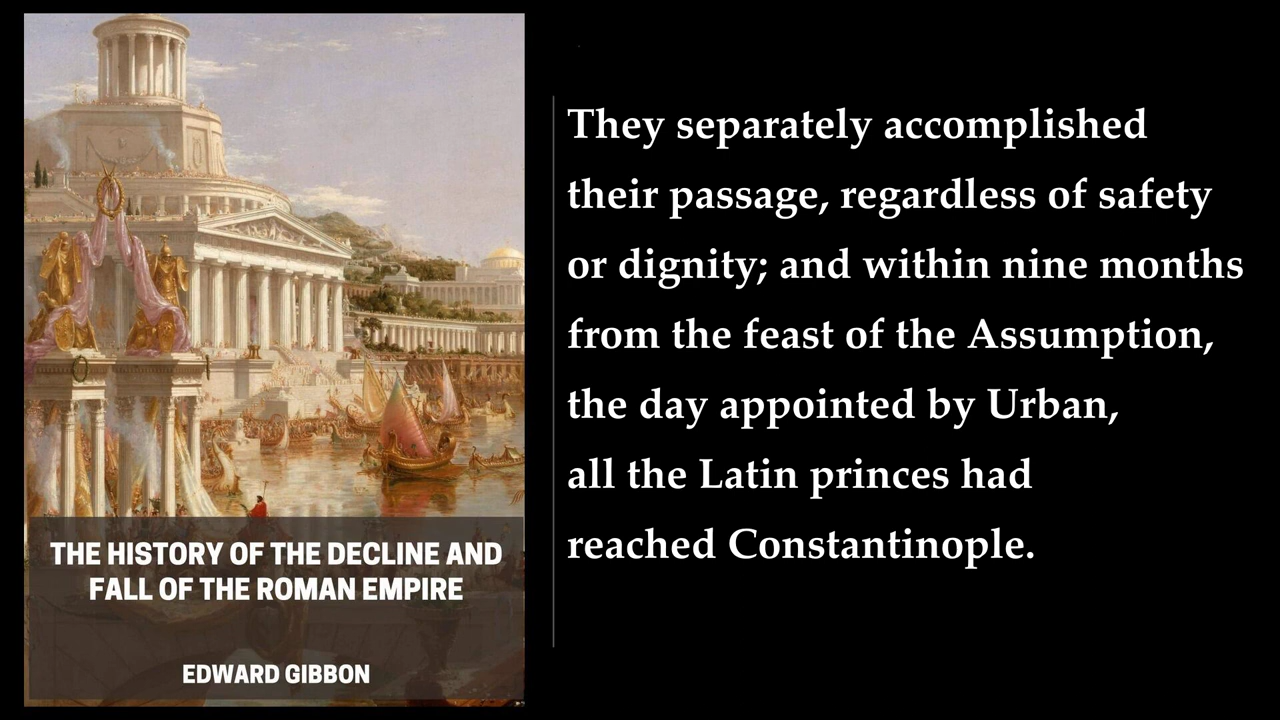 THE HISTORY OF THE DECLINE AND
FALL OF THE ROMAN EMPIRE
EDWARD GIBBON
They separately accomplished
their passage, regardless of safety
or dignity; and within nine months
from the feast of the Assumption,
the day appointed by Urban,
all the Latin princes had
reached Constantinople.